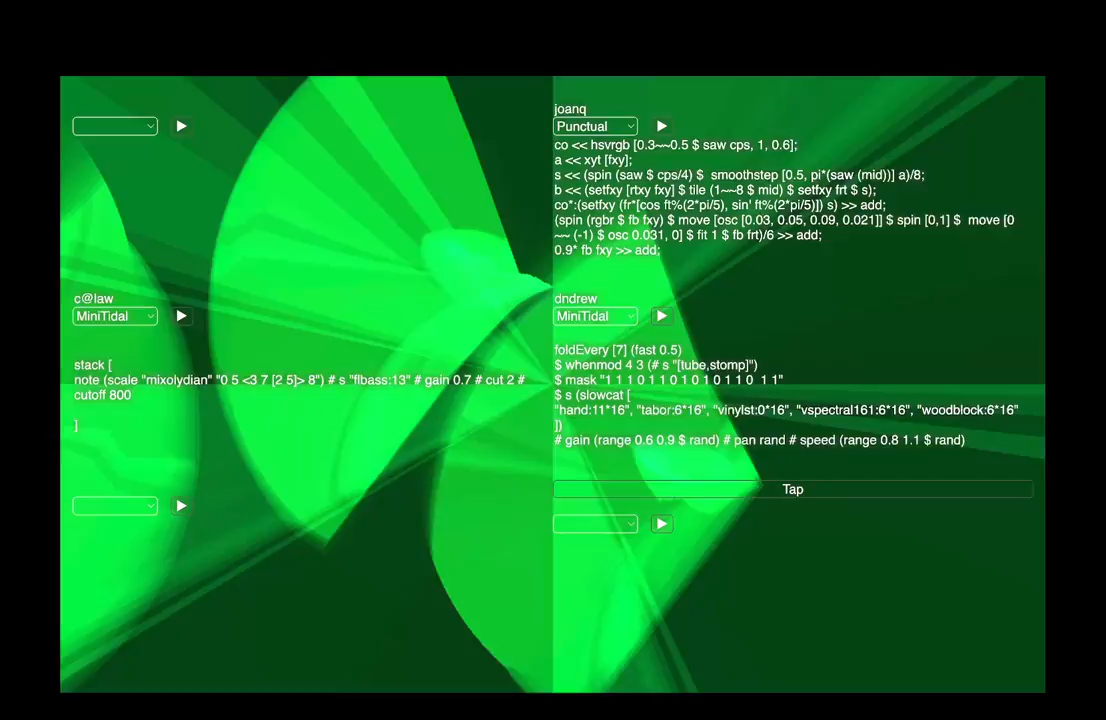 joanq
Punctual
co << hsvrgb [0.3~~0.5 $ saw cps, 1, 0.6];
a << xyt [fxy];
s << (spin (saw $ cps/4) $  smoothstep [0.5, pi*(saw (mid))] a)/8;
b << (setfxy [rtxy fxy] $ tile (1~~8 $ mid) $ setfxy frt $ s);
co*:(setfxy (fr*[cos ft%(2*pi/5), sin' ft%(2*pi/5)]) s) >> add;
(spin (rgbr $ fb fxy) $ move [osc [0.03, 0.05, 0.09, 0.021]] $ spin [0,1] $  move [0
~~ (-1) $ osc 0.031, 0] $ fit 1 $ fb frt)/6 >> add;
0.9* fb fxy >> add;
c@law
MiniTidal
stack [
note (scale "mixolydian" "0 5 <3 7 [2 5]> 8") # s "flbass:13" # gain 0.7 # cut 2 #
cutoff 800
]
dndrew
MiniTidal
foldEvery [7] (fast 0.5)
$ whenmod 4 3 (# s "[tube,stomp]")
$ mask "1 1 1 0 1 1 0 1 0 1 0 1 1 0  1 1"
$ s (slowcat [
"hand:11*16", "tabor:6*16", "vinylst:0*16", "vspectral161:6*16", "woodblock:6*16"
])
# gain (range 0.6 0.9 $ rand) # pan rand # speed (range 0.8 1.1 $ rand)
Tap